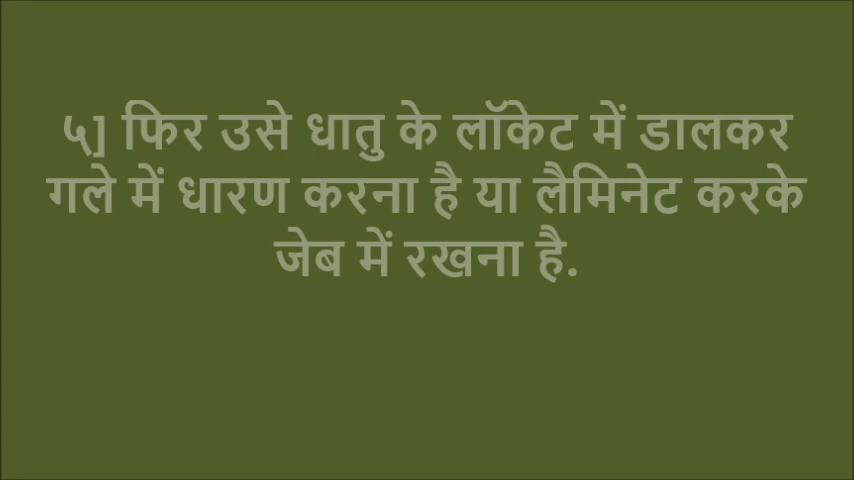 ५] फिर उसे धातु के लॉकेट में डालकर
गले में धारण करना है या लैमिनेट करके
जेब में रखना है.